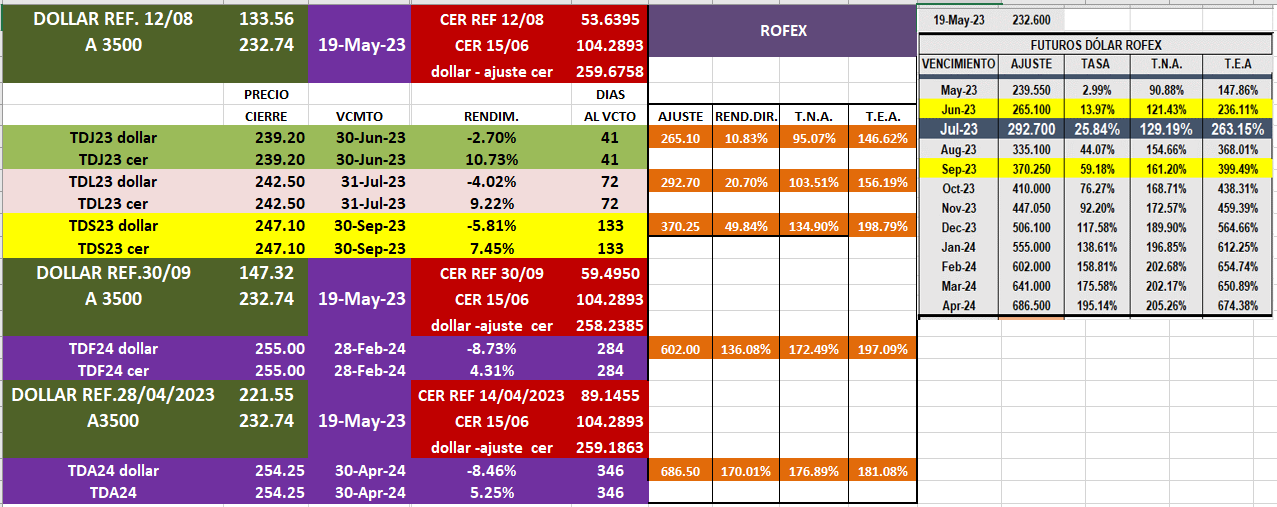 DOLLAR REF. 12/08 133.56 CER REF 12/08 53.6395
A 3500 232.74 19-May-23 CER 15/06 104.2893
dollar - ajuste cer 259.6758
ROFEX
PRECIO DIAS
CIERRE VCMTO RENDIM. AL VCTO AJUSTE REND.DIR. T.N.A. T.E.A.
TDJ23 dollar 239.20 30-Jun-23 -2.70% 41 265.10 10.83% 95.07% 146.62%
TDJ23 cer 239.20 30-Jun-23 10.73% 41
TDL23 dollar 242.50 31-Jul-23 -4.02% 72 292.70 20.70% 103.51% 156.19%
TDL23 cer 242.50 31-Jul-23 9.22% 72
TDS23 dollar 247.10 30-Sep-23 -5.81% 133 370.25 49.84% 134.90% 198.79%
TDS23 cer 247.10 30-Sep-23 7.45% 133
DOLLAR REF.30/09 147.32 CER REF 30/09 59.4950
A 3500 232.74 19-May-23 CER 15/06 104.2893
dollar -ajuste cer 258.2385
TDF24 dollar 255.00 28-Feb-24 -8.73% 284 602.00 136.08% 172.49% 197.09%
TDF24 cer 255.00 28-Feb-24 4.31% 284
DOLLAR REF.28/04/2023 221.55 CER REF 14/04/2023 89.1455
A3500 232.74 19-May-23 CER 15/06 104.2893
dollar -ajuste cer 259.1863
TDA24 dollar 254.25 30-Apr-24 -8.46% 346 686.50 170.01% 176.89% 181.08%
TDA24 254.25 30-Apr-24 5.25% 346
19-May-23 232.600
FUTUROS DÓLAR ROFEX
VENCIMIENTO AJUSTE TASA T.N.A. T.E.A
May-23 239.550 2.99% 90.88% 147.86%
Jun-23 265.100 13.97% 121.43% 236.11%
Jul-23 292.700 25.84% 129.19% 263.15%
Aug-23 335.100 44.07% 154.66% 368.01%
Sep-23 370.250 59.18% 161.20% 399.49%
Oct-23 410.000 76.27% 168.71% 438.31%
Nov-23 447.050 92.20% 172.57% 459.39%
Dec-23 506.100 117.58% 189.90% 564.66%
Jan-24 555.000 138.61% 196.85% 612.25%
Feb-24 602.000 158.81% 202.68% 654.74%
Mar-24 641.000 175.58% 202.17% 650.89%
Apr-24 686.500 195.14% 205.26% 674.38%